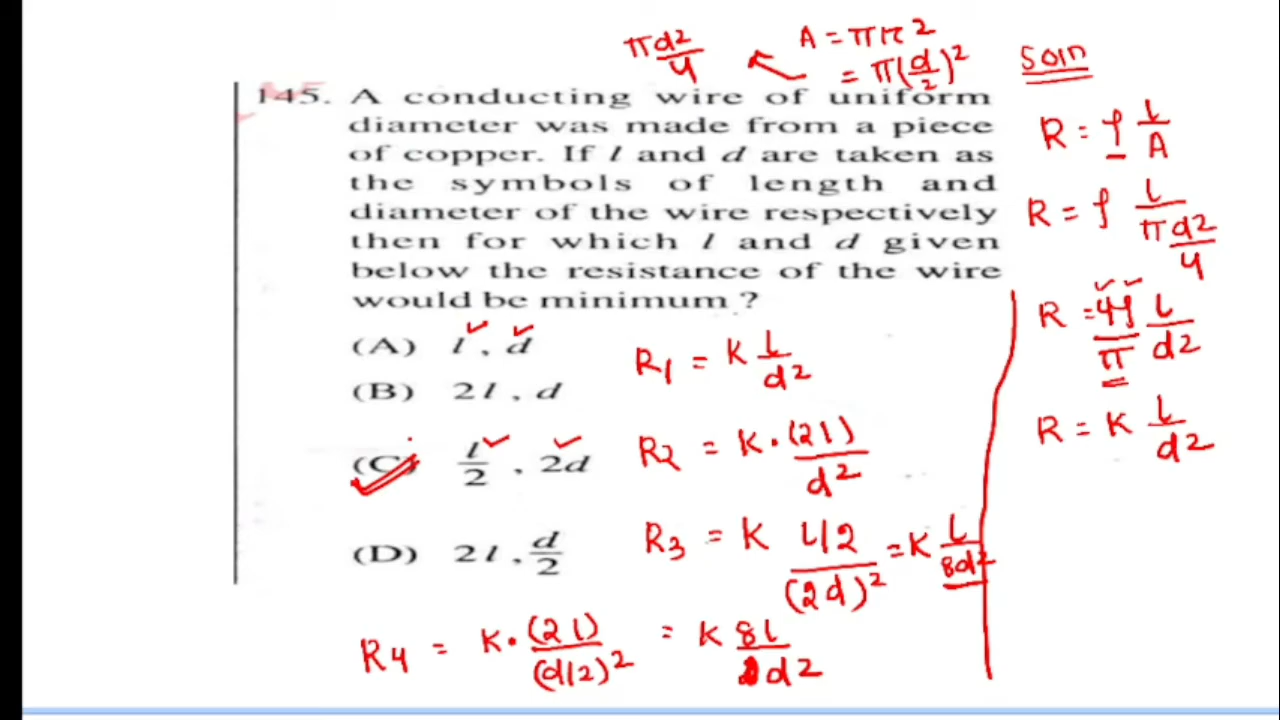 πd²/4 A = πr²
= π(d/2)²
Soln
145. A conducting wire of uniform
diameter was made from a piece
of copper. If l and d are taken as
the symbols of length and
diameter of the wire respectively
then for which l and d given
below the resistance of the wire
would be minimum ?
(A) l , d
(B) 2l , d
(C) l/2 , 2d
(D) 2l , d/2
R1 = K l/d²
R2 = K·(2l)/d²
R3 = K l/2/(2d)² = K l/8d²
R4 = K·(2l)/(d/2)² = K 8l/d²
R = ρ l/A
R = ρ l/πd²/4
R = 4ρ/π l/d²
R = K l/d²